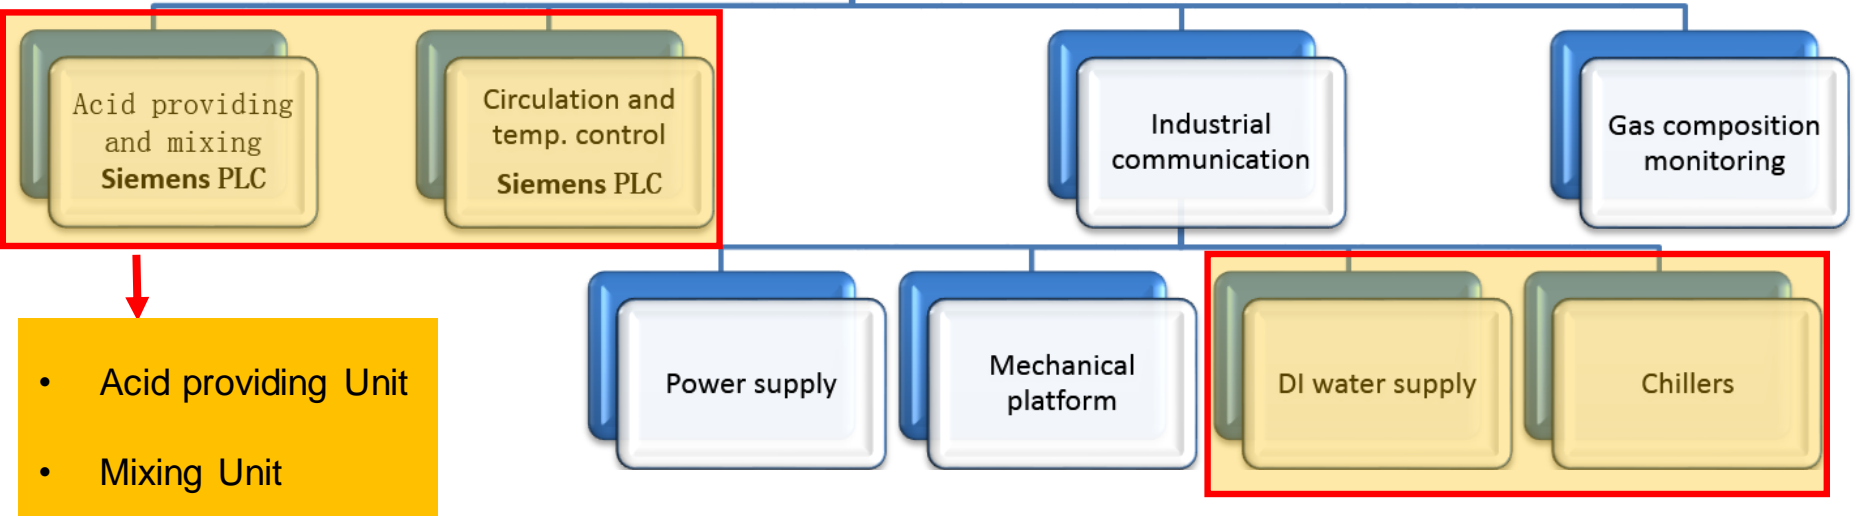 Acid providing
and mixing
Siemens PLC
Circulation and
temp. control
Siemens PLC
Industrial
communication
Gas composition
monitoring
Power supply
Mechanical
platform
DI water supply
Chillers
• Acid providing Unit
• Mixing Unit